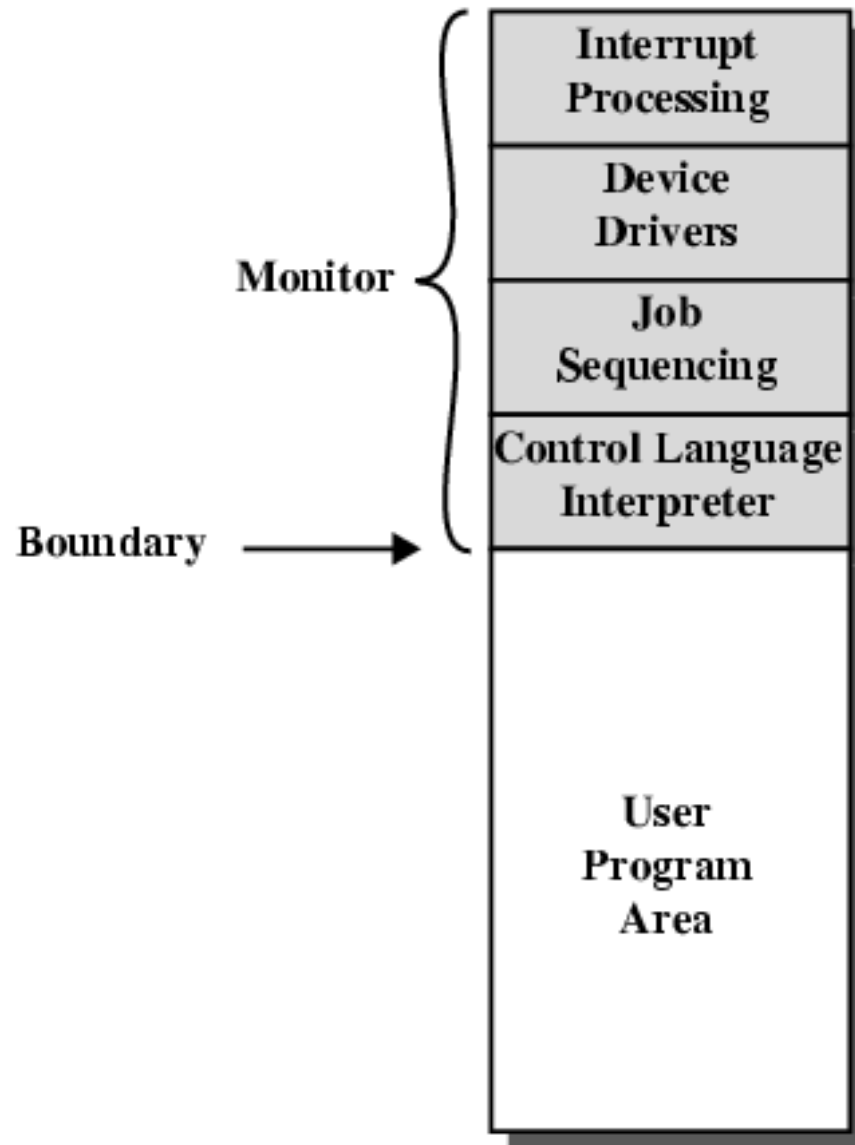 Interrupt
Processing
Device
Drivers
Monitor
Job
Sequencing
Control Language
Interpreter
Boundary
User
Program
Area